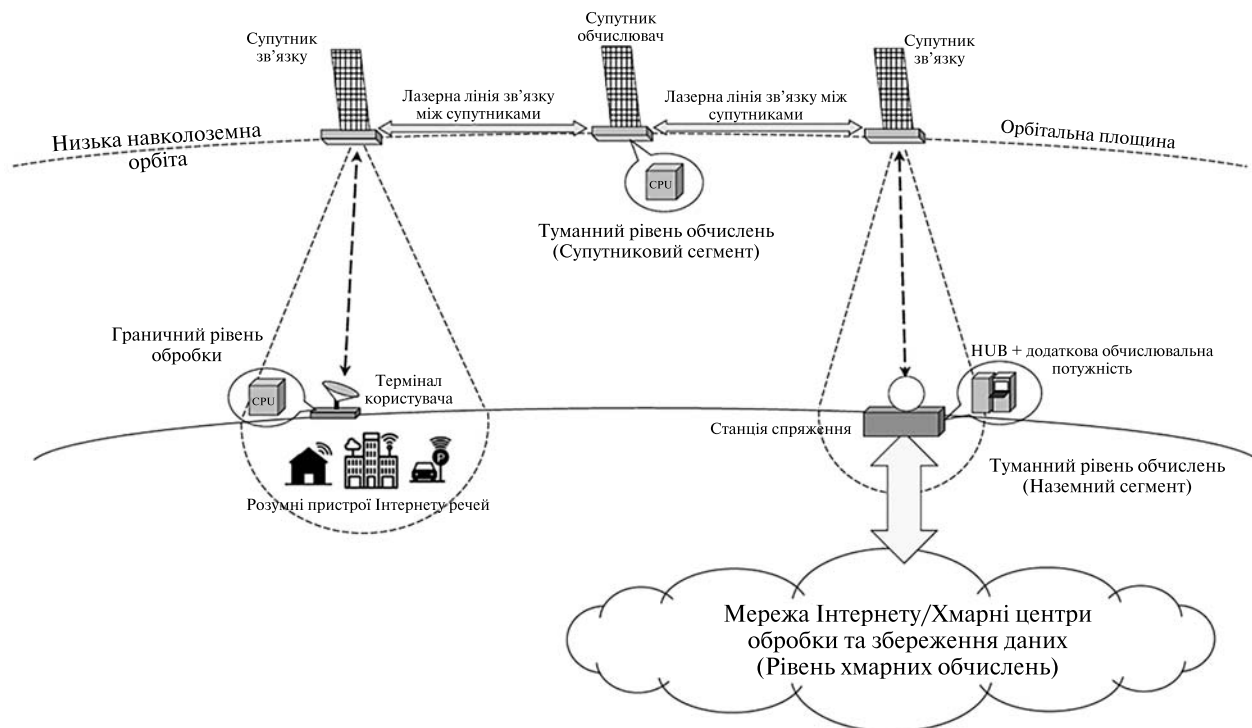 Супутник
зв’язку
Супутник
обчислювач
Супутник
зв’язку
Лазерна лінія зв’язку
між супутниками
Лазерна лінія зв’язку між
супутниками
Низька навколоземна
орбіта
Орбітальна площина
CPU
Туманний рівень обчислень
(Супутниковий сегмент)
Граничний рівень
обробки
CPU
Термінал
користувача
HUB + додаткова обчислювальна
потужність
Станція спряження
P
Розумні пристрої Інтернету речей
Туманний рівень обчислень
(Наземний сегмент)
Мережа Інтернету/Хмарні центри
обробки та збереження даних
(Рівень хмарних обчислень)